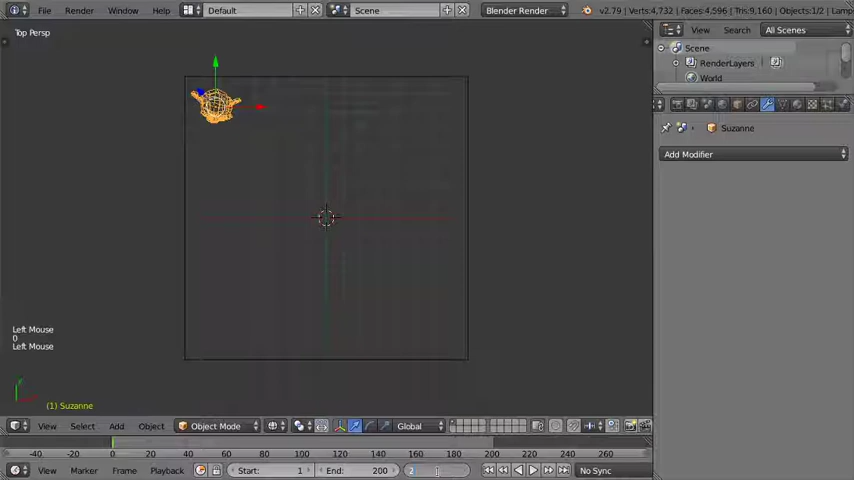 File Render Window Help Default Scene Blender Render v2.79 | Verts:4,732 | Faces:4,596 | Tris:9,160 | Objects:1/2 | Lamp
Top Persp
View Search All Scenes
Scene
RenderLayers
World
Suzanne
Add Modifier
Left Mouse
0
Left Mouse
(1) Suzanne
View Select Add Object Object Mode Global
-40 -20 0 20 40 60 80 100 120 140 160 180 200 220 240 260
View Marker Frame Playback Start: 1 End: 200 2 No Sync